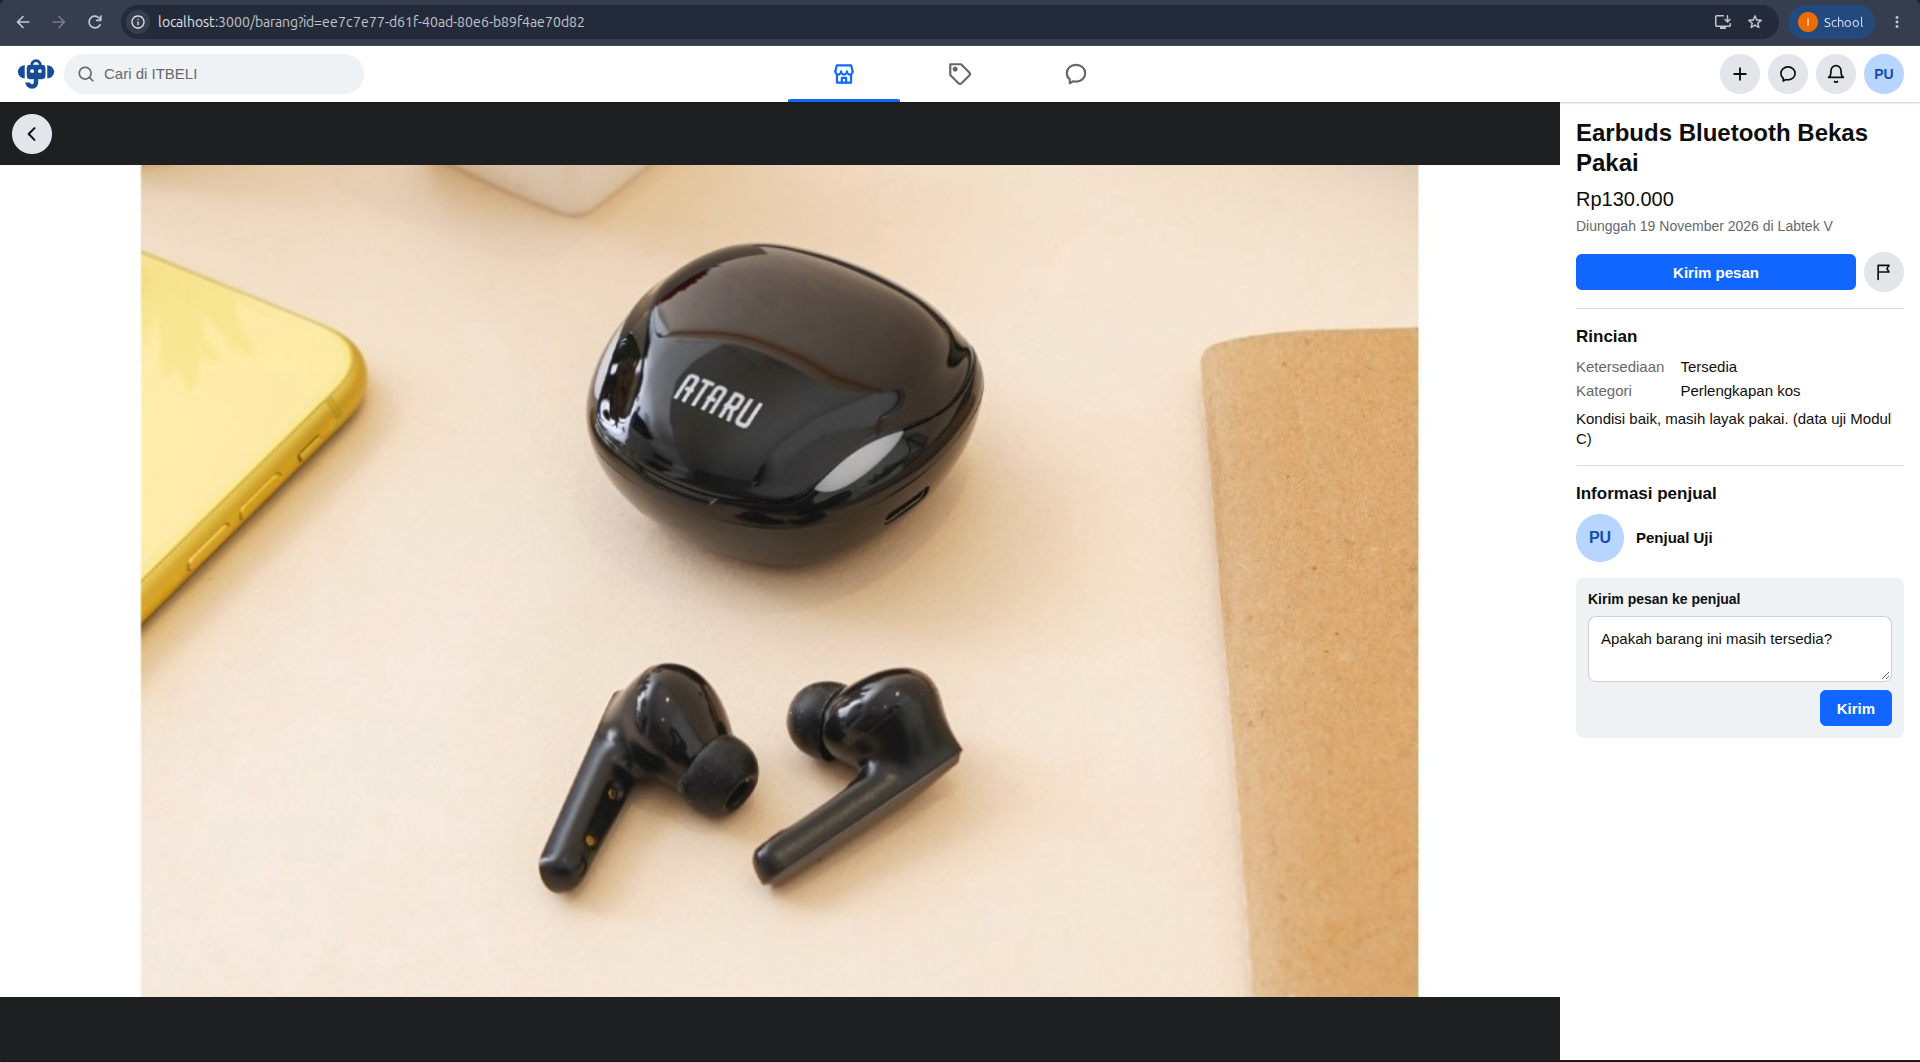 localhost:3000/barang?id=ee7c7e77-d61f-40ad-80e6-b89f4ae70d82
School
Cari di ITBELI
PU
Earbuds Bluetooth Bekas
Pakai
Rp130.000
Diunggah 19 November 2026 di Labtek V
Kirim pesan
Rincian
Ketersediaan Tersedia
Kategori Perlengkapan kos
Kondisi baik, masih layak pakai. (data uji Modul
C)
Informasi penjual
PU Penjual Uji
Kirim pesan ke penjual
Apakah barang ini masih tersedia?
Kirim
ATARU